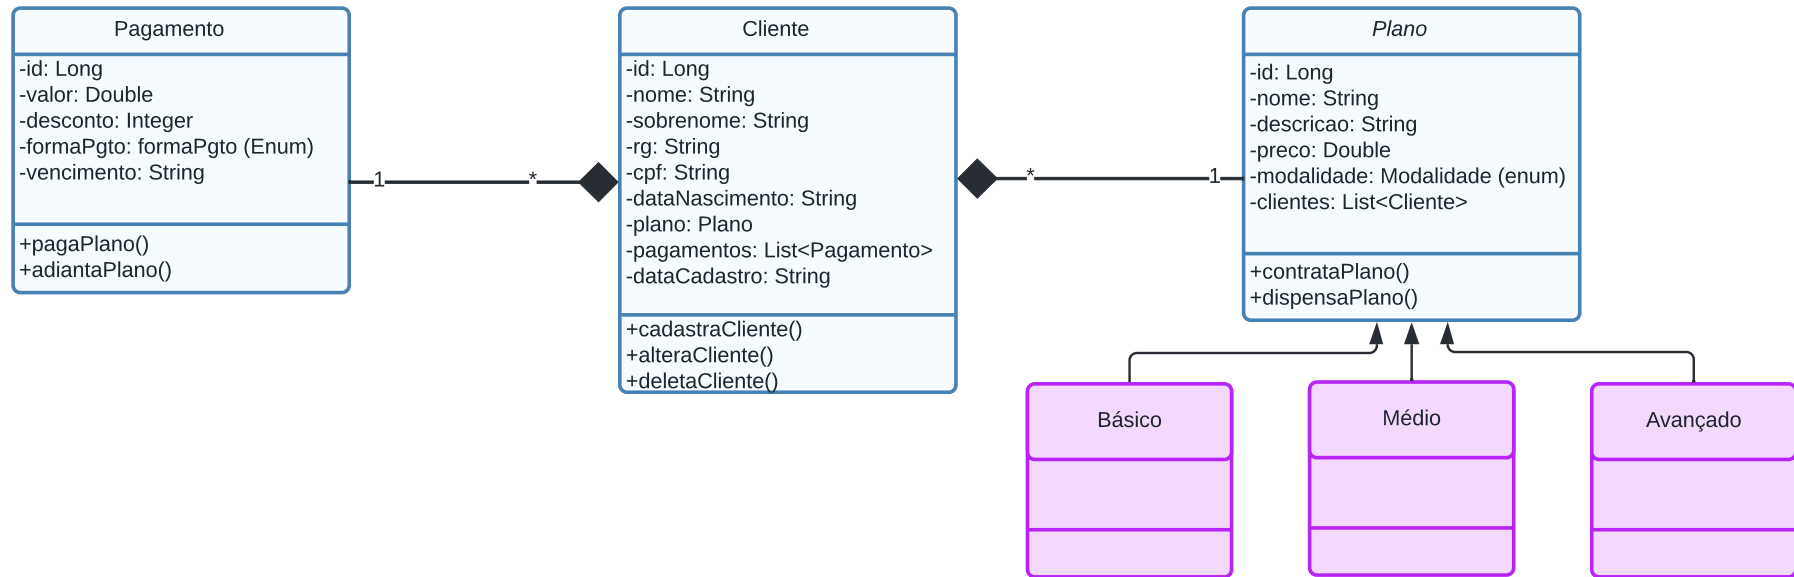 Pagamento
-id: Long
-valor: Double
-desconto: Integer
-formaPgto: formaPgto (Enum)
-vencimento: String
+pagaPlano()
+adiantaPlano()
1
*
Cliente
-id: Long
-nome: String
-sobrenome: String
-rg: String
-cpf: String
-dataNascimento: String
-plano: Plano
-pagamentos: List<Pagamento>
-dataCadastro: String
+cadastraCliente()
+alteraCliente()
+deletaCliente()
*
1
Plano
-id: Long
-nome: String
-descricao: String
-preco: Double
-modalidade: Modalidade (enum)
-clientes: List<Cliente>
+contrataPlano()
+dispensaPlano()
Básico
Médio
Avançado